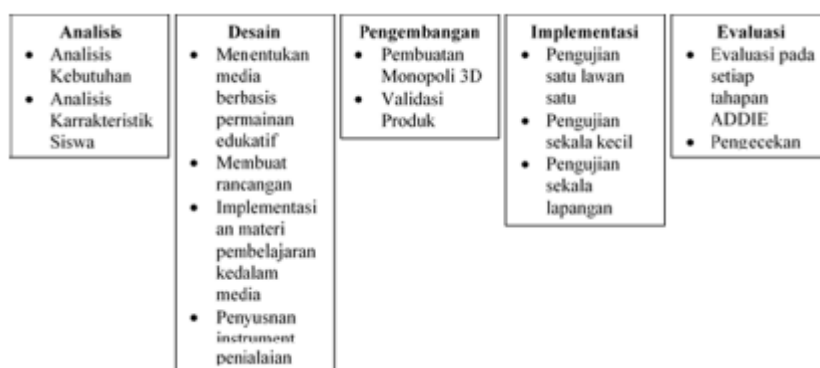 Analisis
• Analisis
Kebutuhan
• Analisis
Karrakteristik
Siswa
Desain
• Menentukan
media
berbasis
permainan
edukatif
• Membuat
rancangan
• Implementasi
an materi
pembelajaran
kedalam
media
• Penyusnan
instrument
penialaian
Pengembangan
• Pembuatan
Monopoli 3D
• Validasi
Produk
Implementasi
• Pengujian
satu lawan
satu
• Pengujian
sekala kecil
• Pengujian
sekala
lapangan
Evaluasi
• Evaluasi pada
setiap
tahapan
ADDIE
• Pengecekan